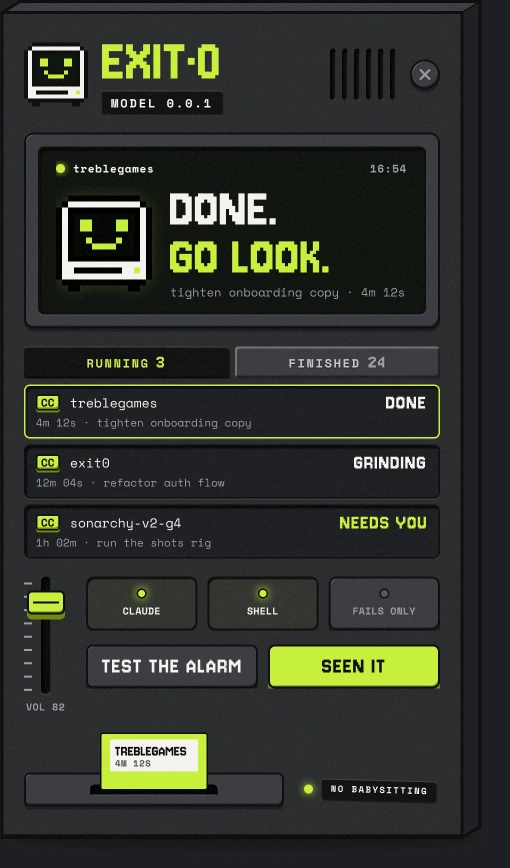 EXIT·0
MODEL 0.0.1
treblegames 16:54
DONE.
GO LOOK.
tighten onboarding copy · 4m 12s
RUNNING 3 FINISHED 24
CC treblegames DONE
4m 12s · tighten onboarding copy
CC exit0 GRINDING
12m 04s · refactor auth flow
CC sonarchy-v2-g4 NEEDS YOU
1h 02m · run the shots rig
CLAUDE SHELL FAILS ONLY
TEST THE ALARM SEEN IT
VOL 82
TREBLEGAMES
4M 12S
NO BABYSITTING